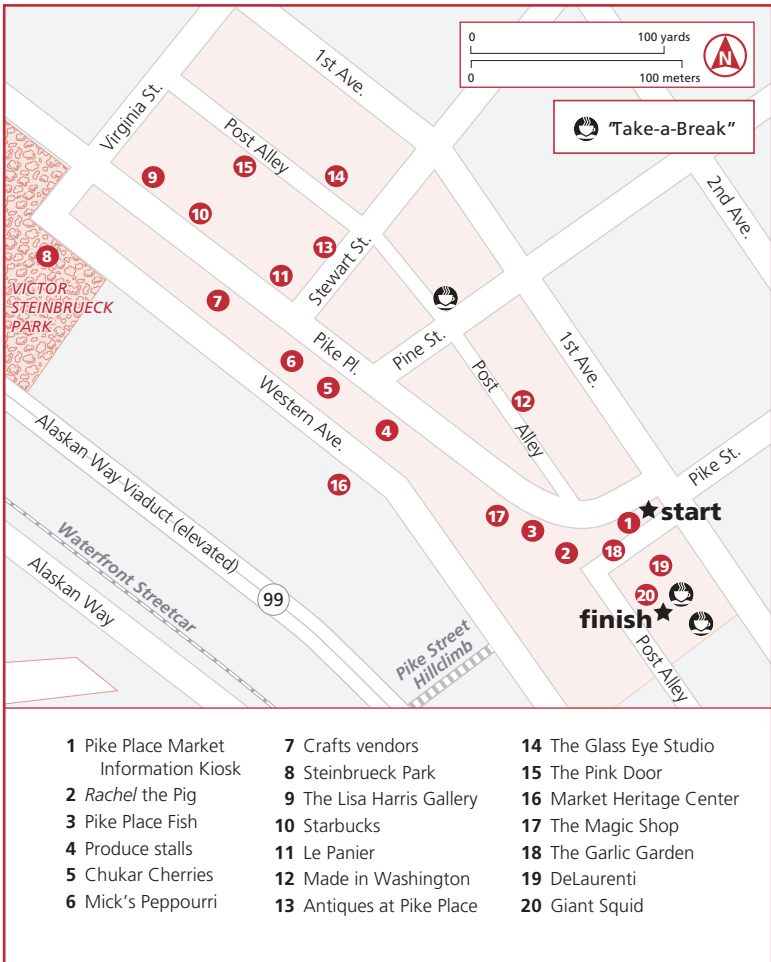 0 100 yards
0 100 meters
N
"Take-a-Break"
1st Ave.
Virginia St.
Post Alley
2nd Ave.
9
15
14
10
13
8
VICTOR
STEINBRUECK
PARK
11
Stewart St.
7
Pike Pl.
Pine St.
1st Ave.
6
5
Post
Alley
12
4
Western Ave.
16
Pike St.
Alaskan Way Viaduct (elevated)
Waterfront Streetcar
Alaskan Way
99
17
3
2
1
start
18
19
20
finish
Pike Street
Hillclimb
Post Alley
1 Pike Place Market
Information Kiosk
2 Rachel the Pig
3 Pike Place Fish
4 Produce stalls
5 Chukar Cherries
6 Mick's Peppourri
7 Crafts vendors
8 Steinbrueck Park
9 The Lisa Harris Gallery
10 Starbucks
11 Le Panier
12 Made in Washington
13 Antiques at Pike Place
14 The Glass Eye Studio
15 The Pink Door
16 Market Heritage Center
17 The Magic Shop
18 The Garlic Garden
19 DeLaurenti
20 Giant Squid